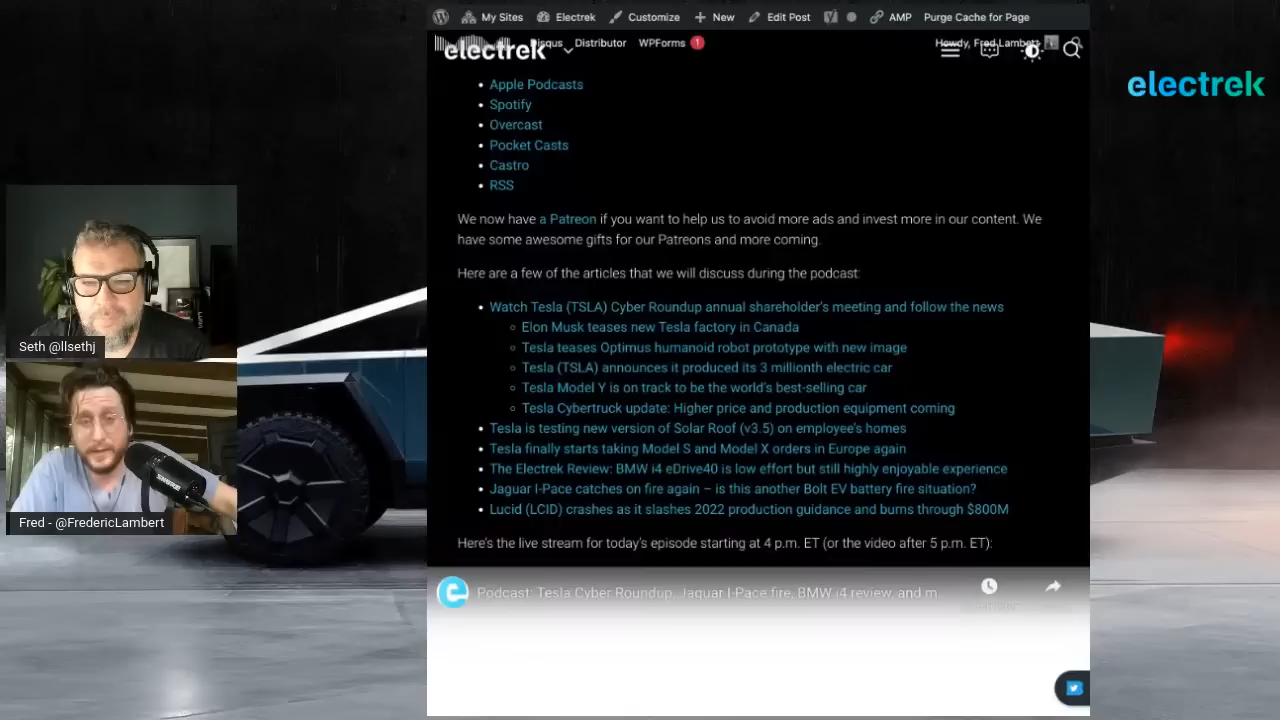 My Sites Electrek Customize New Edit Post AMP Purge Cache for Page
Disqus Distributor WPForms 1 Howdy, Fred Lambert
electrek
electrek
Apple Podcasts
Spotify
Overcast
Pocket Casts
Castro
RSS
We now have a Patreon if you want to help us to avoid more ads and invest more in our content. We
have some awesome gifts for our Patreons and more coming.
Here are a few of the articles that we will discuss during the podcast:
Watch Tesla (TSLA) Cyber Roundup annual shareholder's meeting and follow the news
Elon Musk teases new Tesla factory in Canada
Tesla teases Optimus humanoid robot prototype with new image
Tesla (TSLA) announces it produced its 3 millionth electric car
Tesla Model Y is on track to be the world's best-selling car
Tesla Cybertruck update: Higher price and production equipment coming
Tesla is testing new version of Solar Roof (v3.5) on employee's homes
Tesla finally starts taking Model S and Model X orders in Europe again
The Electrek Review: BMW i4 eDrive40 is low effort but still highly enjoyable experience
Jaguar I-Pace catches on fire again – is this another Bolt EV battery fire situation?
Lucid (LCID) crashes as it slashes 2022 production guidance and burns through $800M
Here's the live stream for today's episode starting at 4 p.m. ET (or the video after 5 p.m. ET):
Podcast: Tesla Cyber Roundup, Jaguar I-Pace fire, BMW i4 review, and m
Seth @llsethj
Fred - @FredericLambert
SHURE